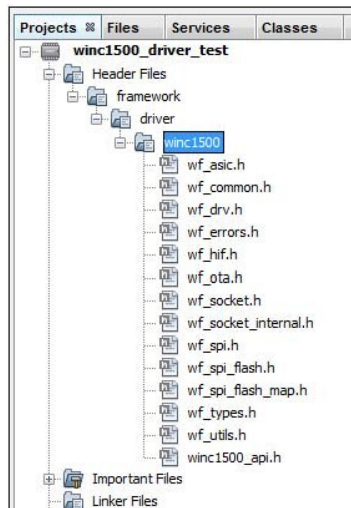 Projects Files Services Classes
winc1500_driver_test
Header Files
framework
driver
winc1500
wf_asic.h
wf_common.h
wf_drv.h
wf_errors.h
wf_hif.h
wf_ota.h
wf_socket.h
wf_socket_internal.h
wf_spi.h
wf_spi_flash.h
wf_spi_flash_map.h
wf_types.h
wf_utils.h
winc1500_api.h
Important Files
Linker Files